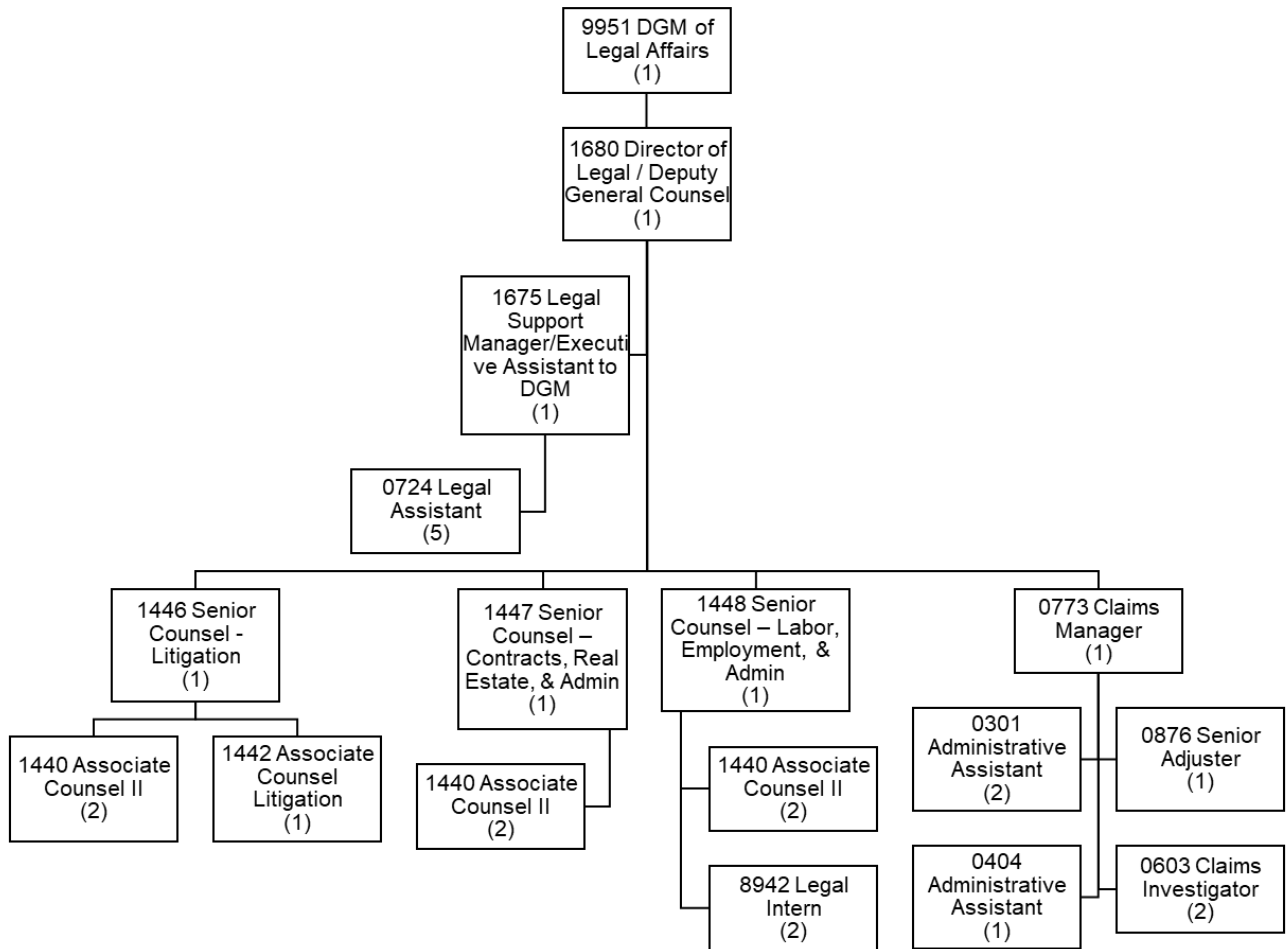 9951 DGM of
Legal Affairs
(1)
1680 Director of
Legal / Deputy
General Counsel
(1)
1675 Legal
Support
Manager/Executi
ve Assistant to
DGM
(1)
0724 Legal
Assistant
(5)
1446 Senior
Counsel -
Litigation
(1)
1447 Senior
Counsel –
Contracts, Real
Estate, & Admin
(1)
1448 Senior
Counsel – Labor,
Employment, &
Admin
(1)
0773 Claims
Manager
(1)
1440 Associate
Counsel II
(2)
1442 Associate
Counsel
Litigation
(1)
1440 Associate
Counsel II
(2)
1440 Associate
Counsel II
(2)
8942 Legal
Intern
(2)
0301
Administrative
Assistant
(2)
0876 Senior
Adjuster
(1)
0404
Administrative
Assistant
(1)
0603 Claims
Investigator
(2)